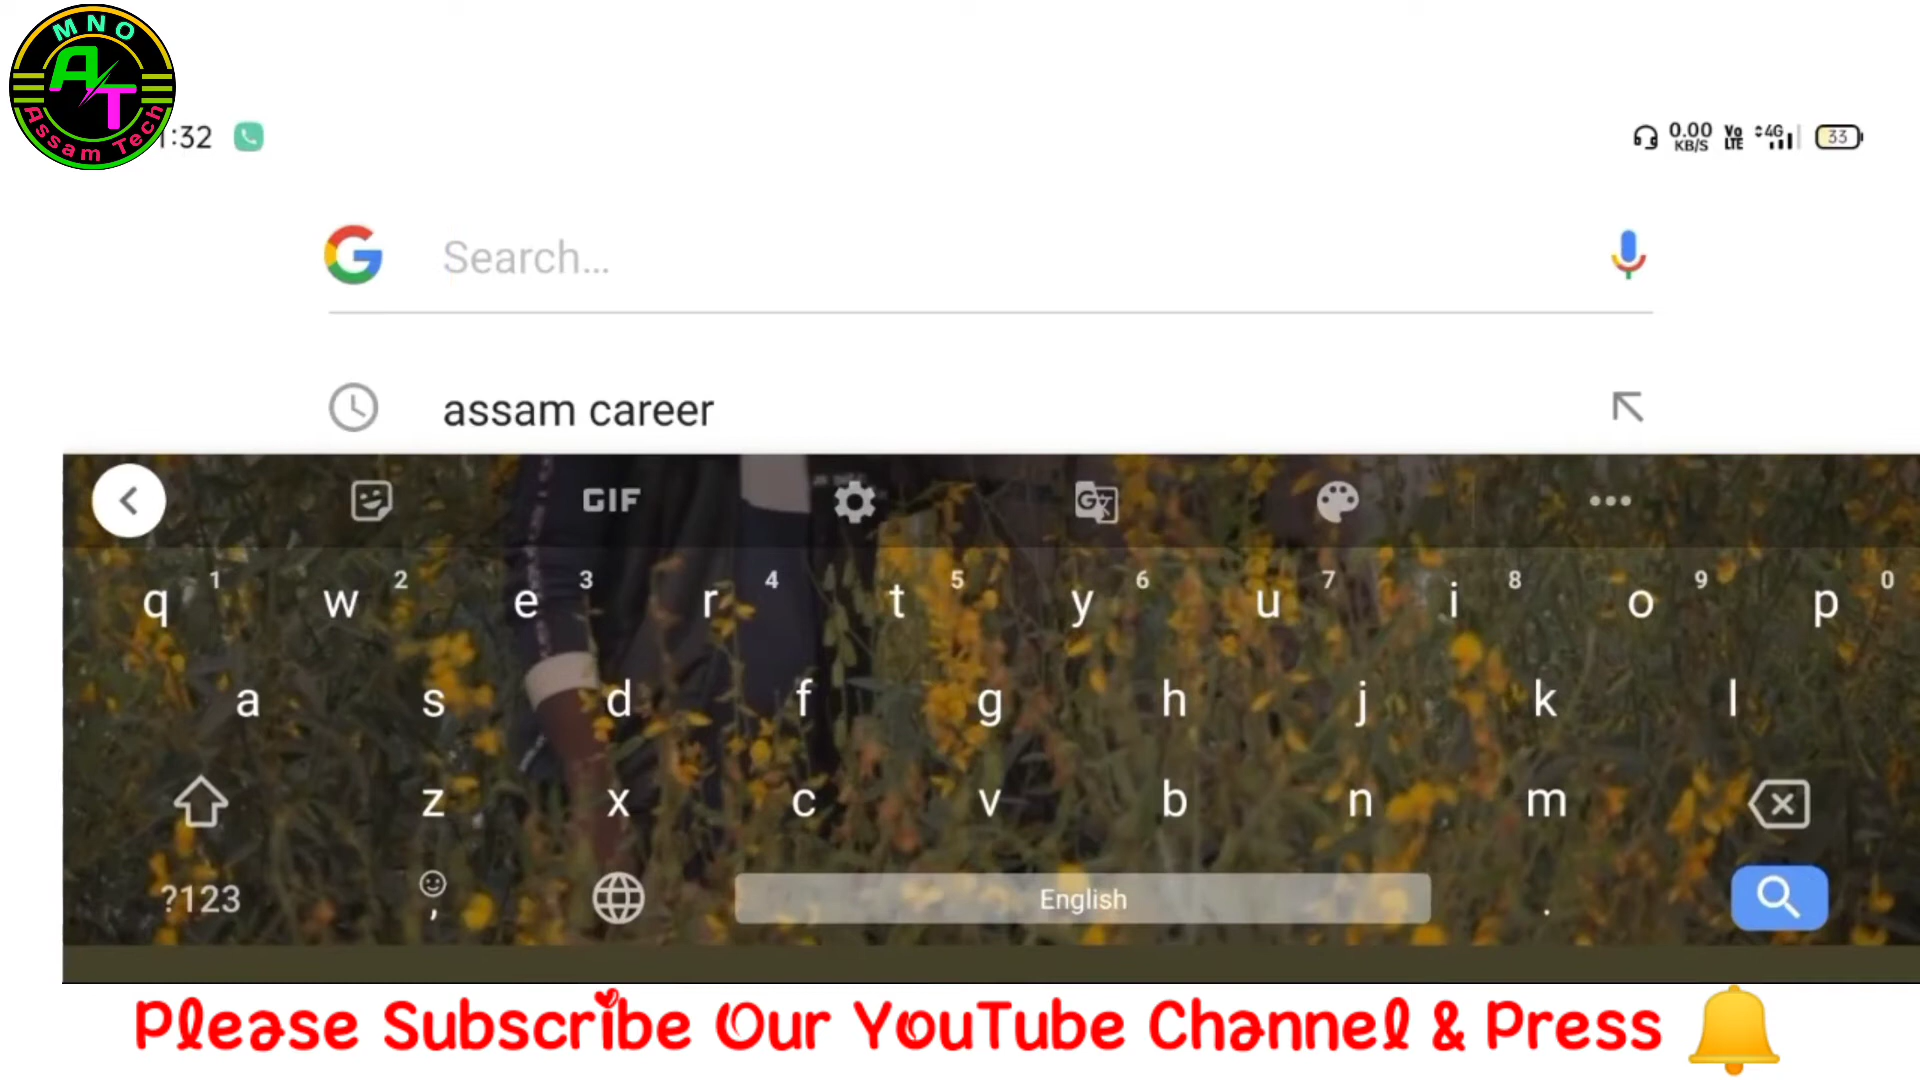 MNO
AT
Assam Tech
:32
0.00 KB/S Vo LTE 4G 33
Search...
assam career
GIF
q 1 w 2 e 3 r 4 t 5 y 6 u 7 i 8 o 9 p 0
a s d f g h j k l
z x c v b n m
?123 , English .
Please Subscribe Our YouTube Channel & Press